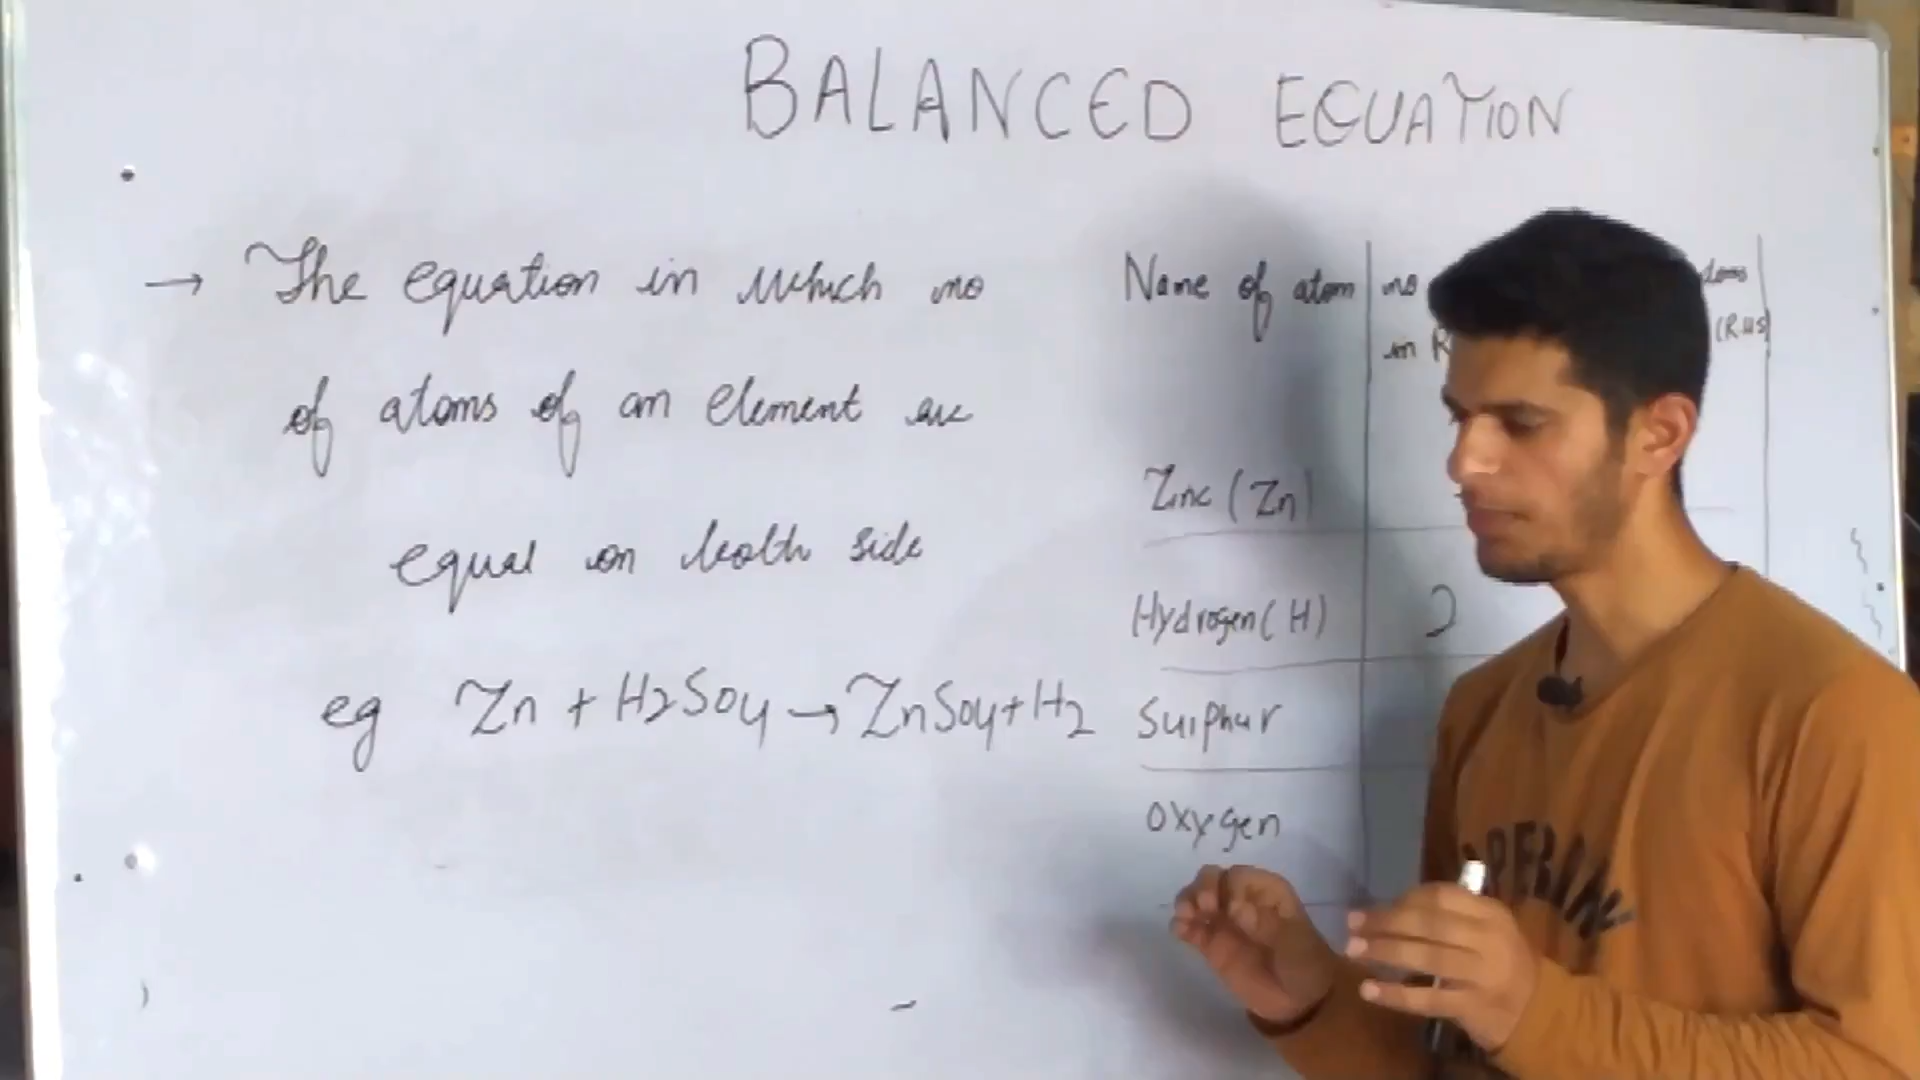 BALANCED EQUATION
→ The equation in which no
of atoms of an element are
equal on both side
eg Zn + H2SO4 → ZnSO4 + H2
Name of atom
no
in R
(RHS)
Zinc (Zn)
Hydrogen (H) 2
Sulphur
Oxygen